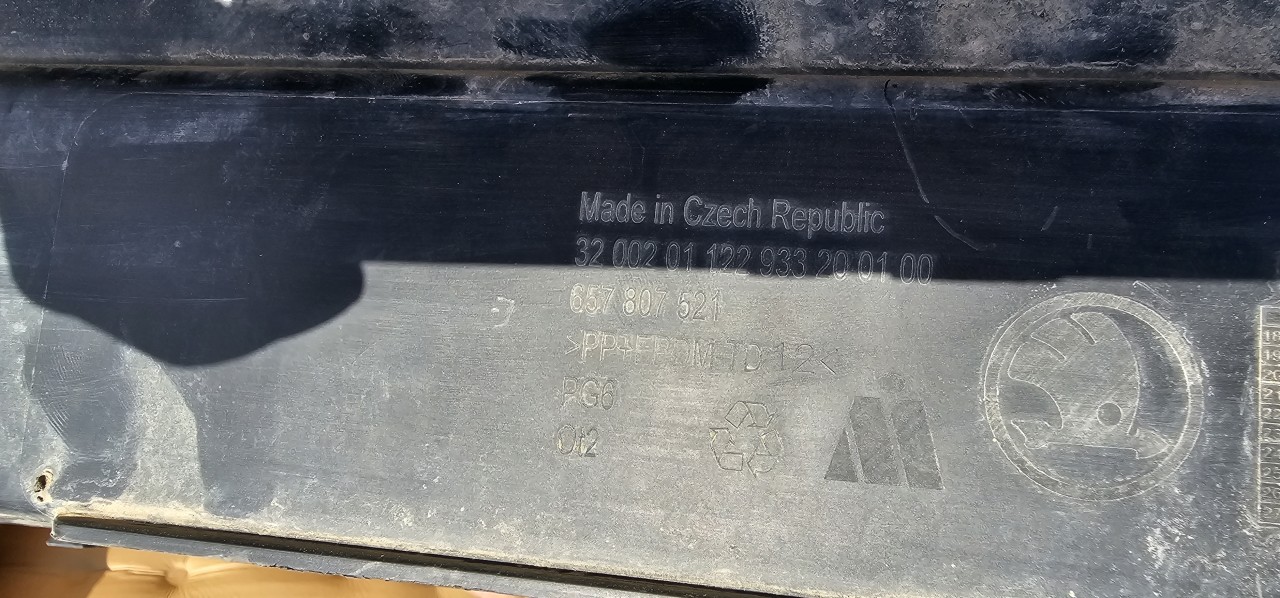 Made in Czech Republic
32 002 01 122 933 20 01 00
657 807 521
>PP+EPDM-TD 12<
PG6
Ot2